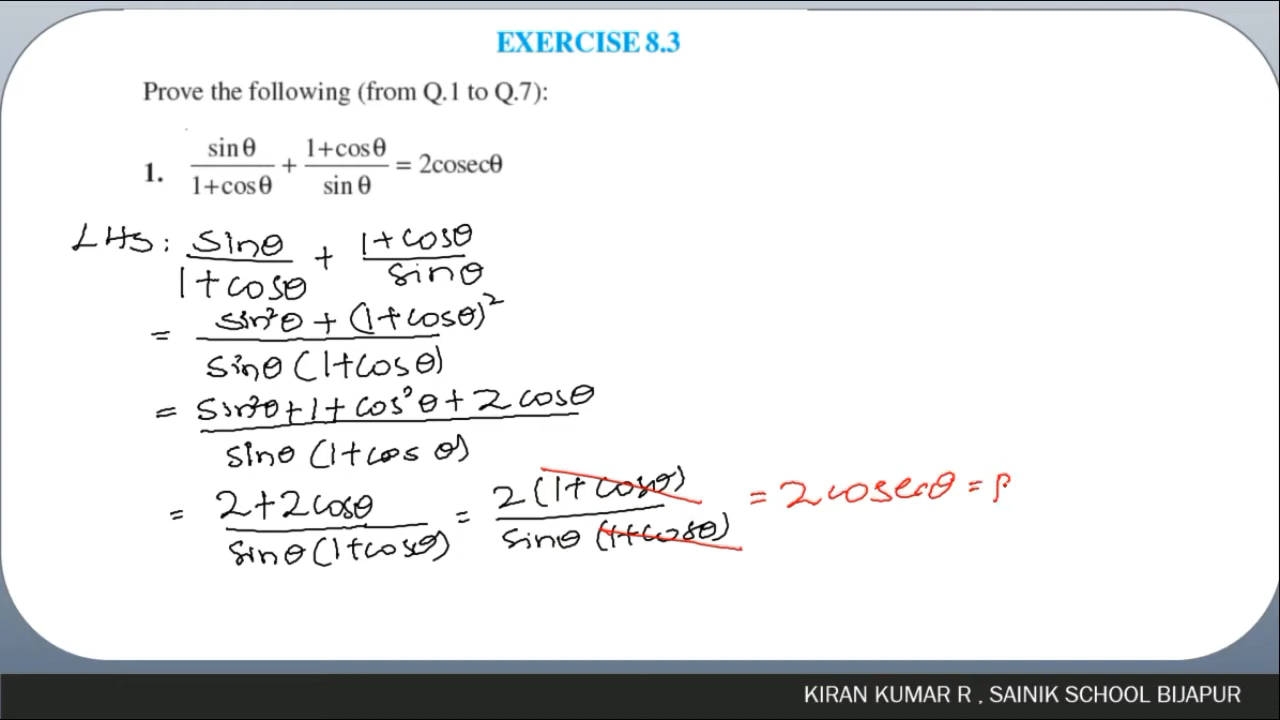 EXERCISE 8.3
Prove the following (from Q.1 to Q.7):
1. sinθ/1+cosθ + 1+cosθ/sin θ = 2cosecθ
LHS: sinθ/1+cosθ + 1+cosθ/sinθ
= sin²θ + (1+cosθ)²/sinθ (1+cosθ)
= sin²θ+1+cos²θ+2cosθ/sinθ (1+cos θ)
= 2+2cosθ/sinθ(1+cosθ) = 2(1+cosθ)/sinθ (1+cosθ) = 2cosecθ =
KIRAN KUMAR R , SAINIK SCHOOL BIJAPUR